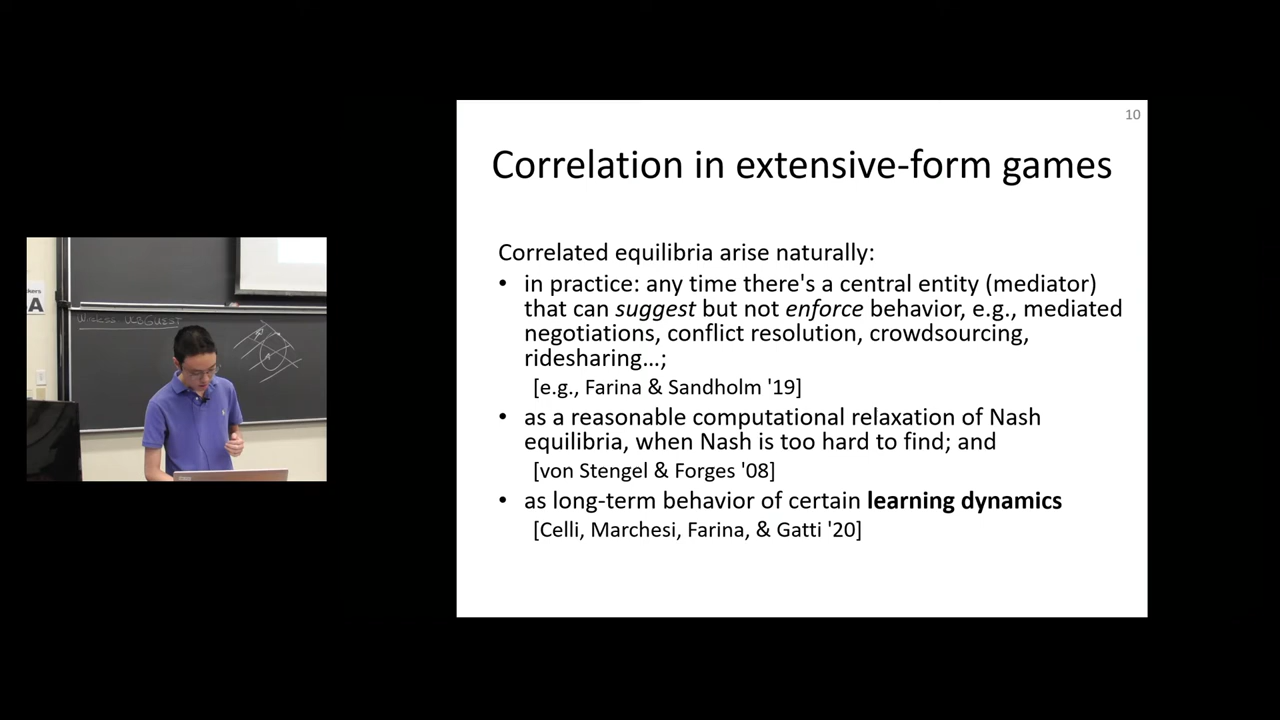 10
Correlation in extensive-form games
Correlated equilibria arise naturally:
• in practice: any time there's a central entity (mediator)
that can suggest but not enforce behavior, e.g., mediated
negotiations, conflict resolution, crowdsourcing,
ridesharing...;
[e.g., Farina & Sandholm '19]
• as a reasonable computational relaxation of Nash
equilibria, when Nash is too hard to find; and
[von Stengel & Forges '08]
• as long-term behavior of certain learning dynamics
[Celli, Marchesi, Farina, & Gatti '20]
A